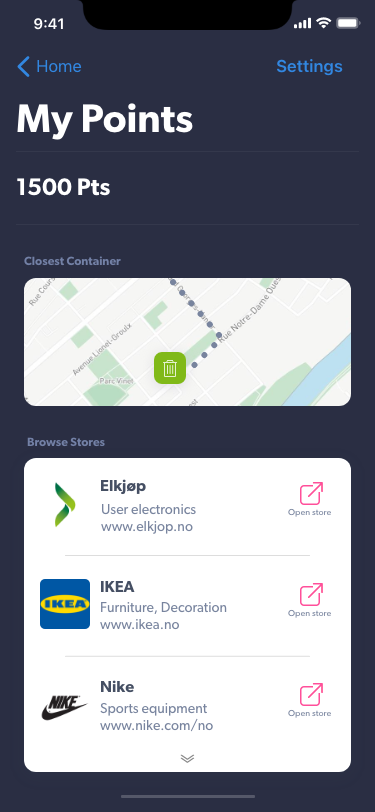 9:41
Home
Settings
My Points
1500 Pts
Closest Container
Rue Cours
Avenue Lionel-Groulx
Rue Notre-Dame Oues
Parc Vinet
Browse Stores
Elkjøp
User electronics
www.elkjop.no
Open store
IKEA
IKEA
Furniture, Decoration
www.ikea.no
Open store
NIKE
Nike
Sports equipment
www.nike.com/no
Open store